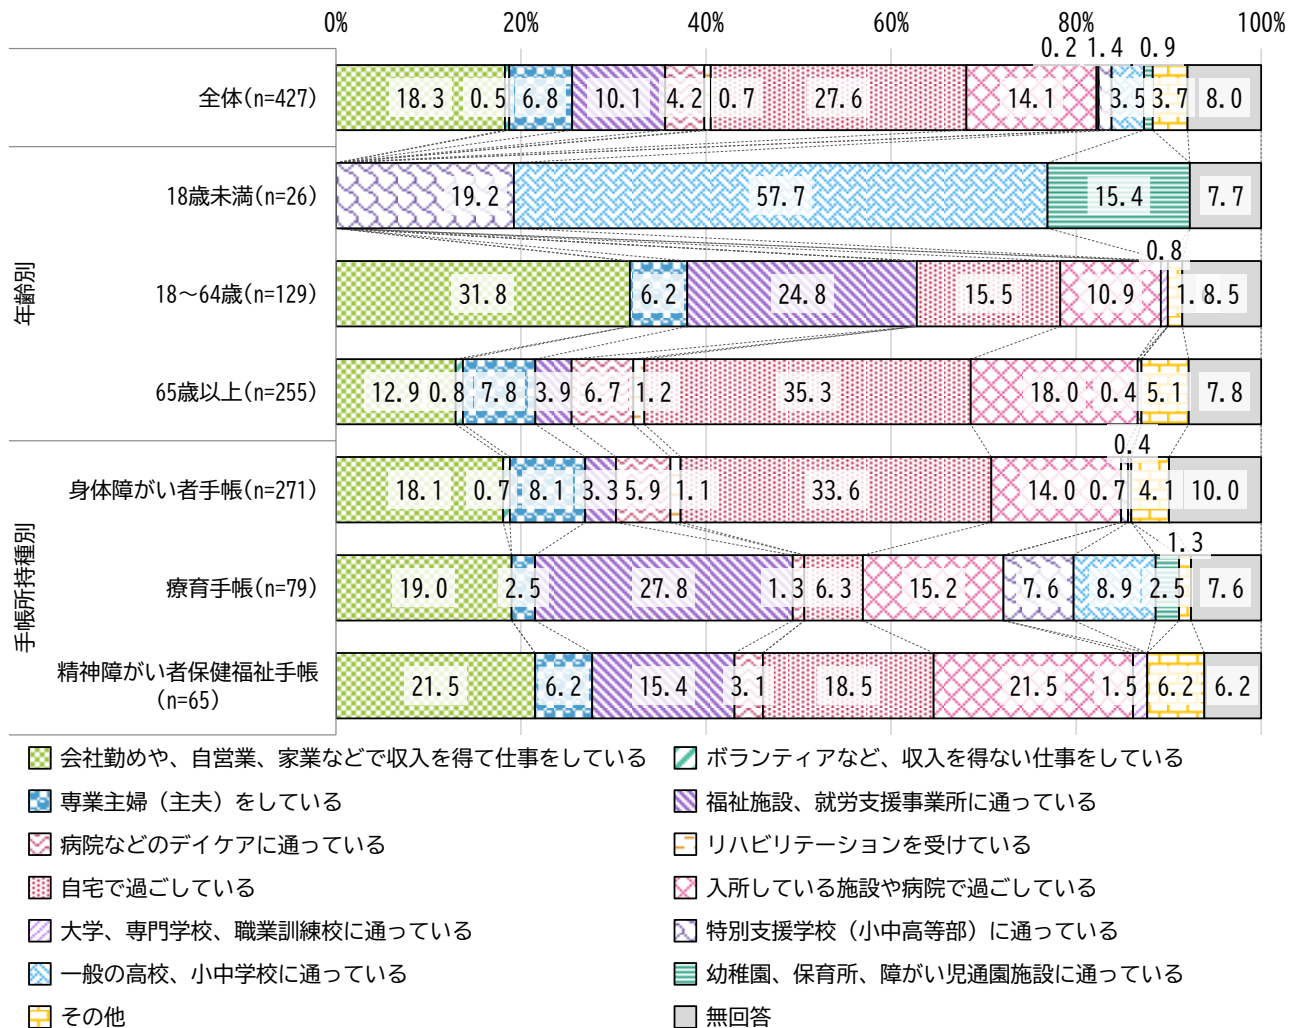 0% 20% 40% 60% 80% 100%
0.2 1.4 0.9
全体(n=427) 18.3 0.5 6.8 10.1 4.2 0.7 27.6 14.1 3.5 3.7 8.0
18歳未満(n=26) 19.2 57.7 15.4 7.7
年齢別
0.8
18～64歳(n=129) 31.8 6.2 24.8 15.5 10.9 1. 8.5
65歳以上(n=255) 12.9 0.8 7.8 3.9 6.7 1.2 35.3 18.0 0.4 5.1 7.8
手帳所持種別
0.4
身体障がい者手帳(n=271) 18.1 0.7 8.1 3.3 5.9 1.1 33.6 14.0 0.7 4.1 10.0
1.3
療育手帳(n=79) 19.0 2.5 27.8 1.3 6.3 15.2 7.6 8.9 2.5 7.6
精神障がい者保健福祉手帳
(n=65) 21.5 6.2 15.4 3.1 18.5 21.5 1.5 6.2 6.2
会社勤めや、自営業、家業などで収入を得て仕事をしている ボランティアなど、収入を得ない仕事をしている
専業主婦（主夫）をしている 福祉施設、就労支援事業所に通っている
病院などのデイケアに通っている リハビリテーションを受けている
自宅で過ごしている 入所している施設や病院で過ごしている
大学、専門学校、職業訓練校に通っている 特別支援学校（小中高等部）に通っている
一般の高校、小中学校に通っている 幼稚園、保育所、障がい児通園施設に通っている
その他 無回答